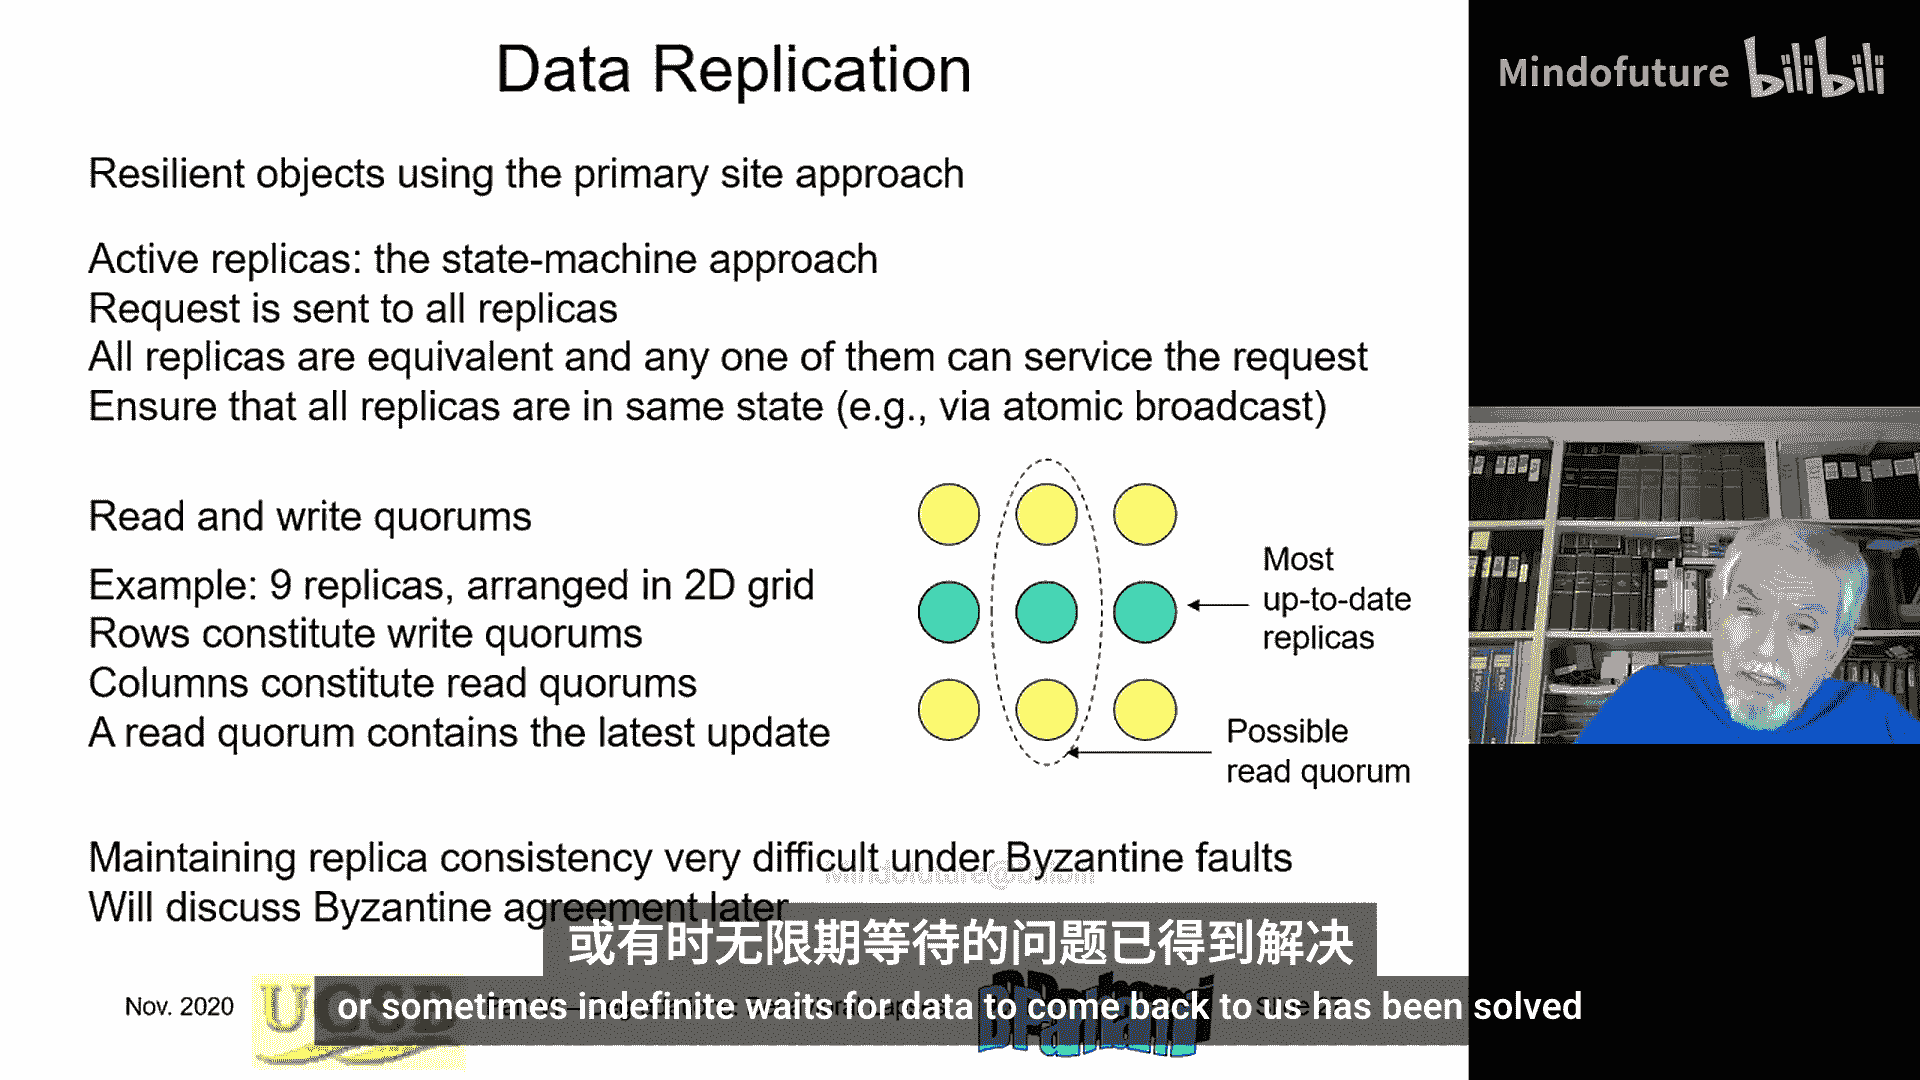 Data Replication
Mindofuture bilibili
Resilient objects using the primary site approach
Active replicas: the state-machine approach
Request is sent to all replicas
All replicas are equivalent and any one of them can service the request
Ensure that all replicas are in same state (e.g., via atomic broadcast)
Read and write quorums
Example: 9 replicas, arranged in 2D grid
Rows constitute write quorums
Columns constitute read quorums
A read quorum contains the latest update
Most
up-to-date
replicas
Possible
read quorum
Maintaining replica consistency very difficult under Byzantine faults
Mindofuture@bilibili
Will discuss Byzantine agreement later
或有时无限期等待的问题已得到解决
or sometimes indefinite waits for data to come back to us has been solved
Nov. 2020
UCSB